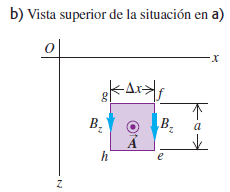 b) Vista superior de la situación en a)
O
x
g
Δx
f
B_z
B_z
a
A⃗
h
e
z